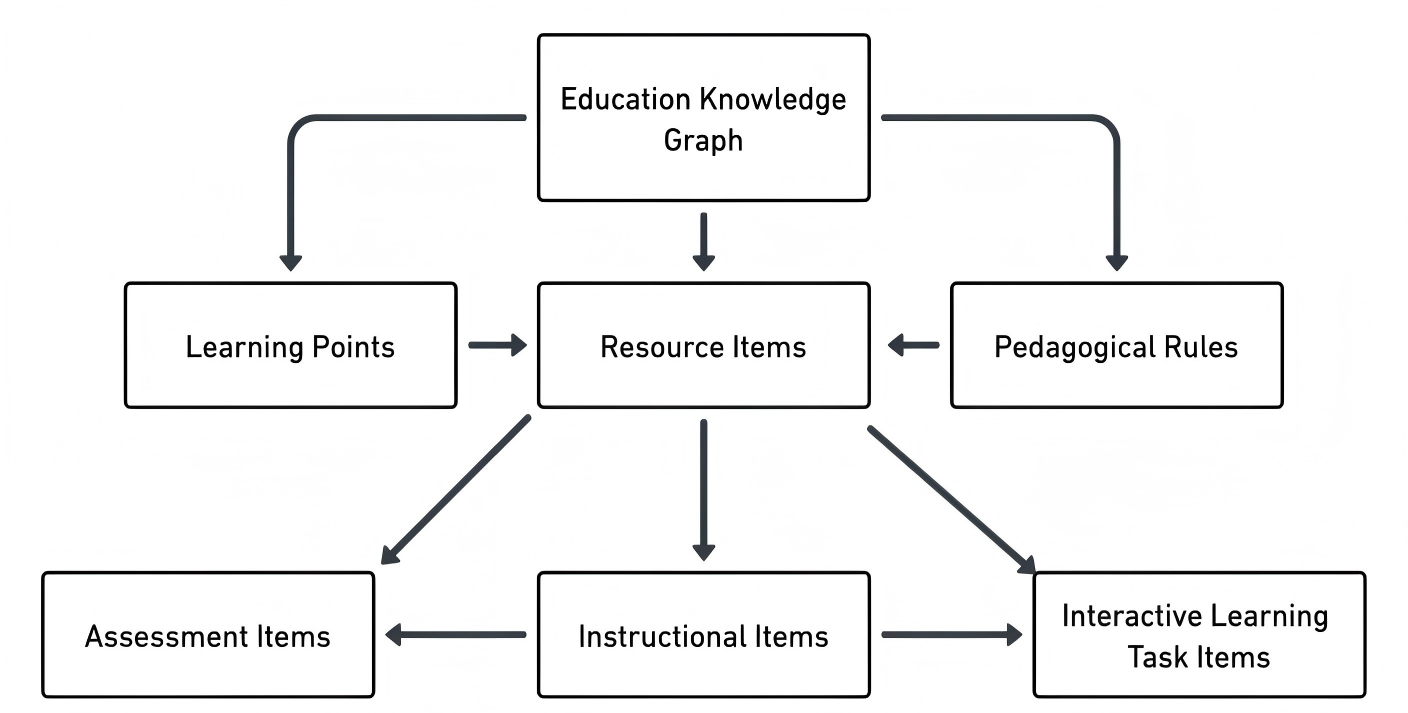 Education Knowledge
Graph
Learning Points
Resource Items
Pedagogical Rules
Assessment Items
Instructional Items
Interactive Learning
Task Items